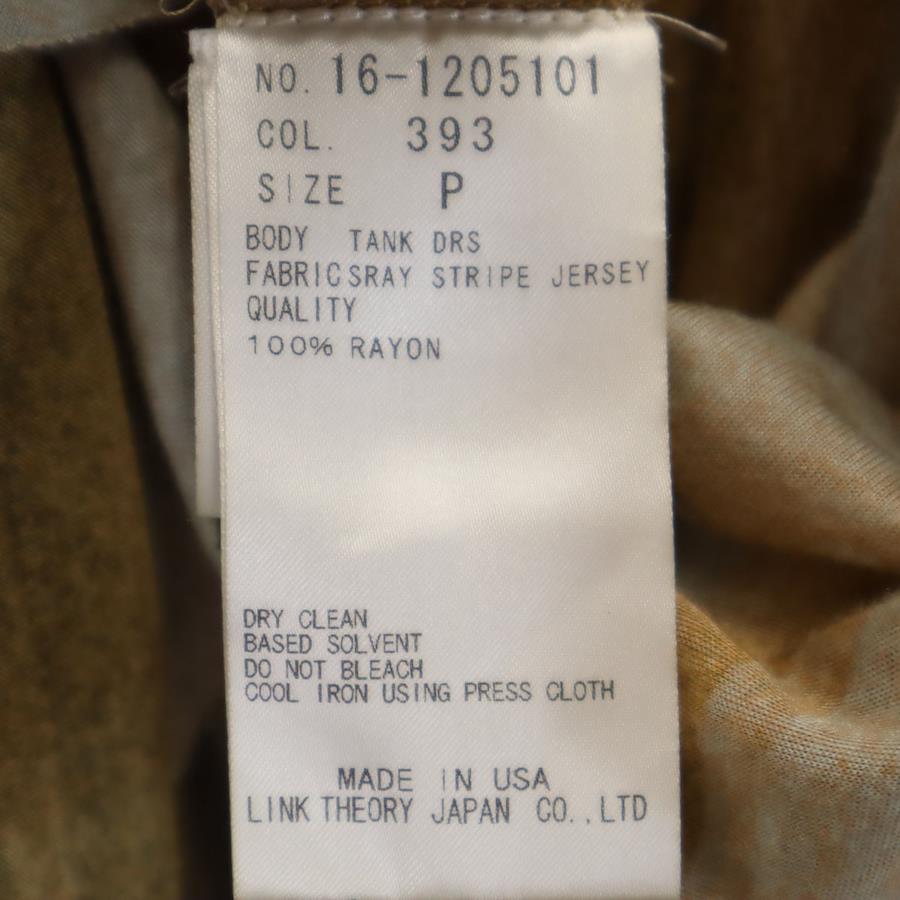 NO. 16-1205101
COL. 393
SIZE P
BODY TANK DRS
FABRICSRAY STRIPE JERSEY
QUALITY
100% RAYON
DRY CLEAN
BASED SOLVENT
DO NOT BLEACH
COOL IRON USING PRESS CLOTH
MADE IN USA
LINK THEORY JAPAN CO.,LTD